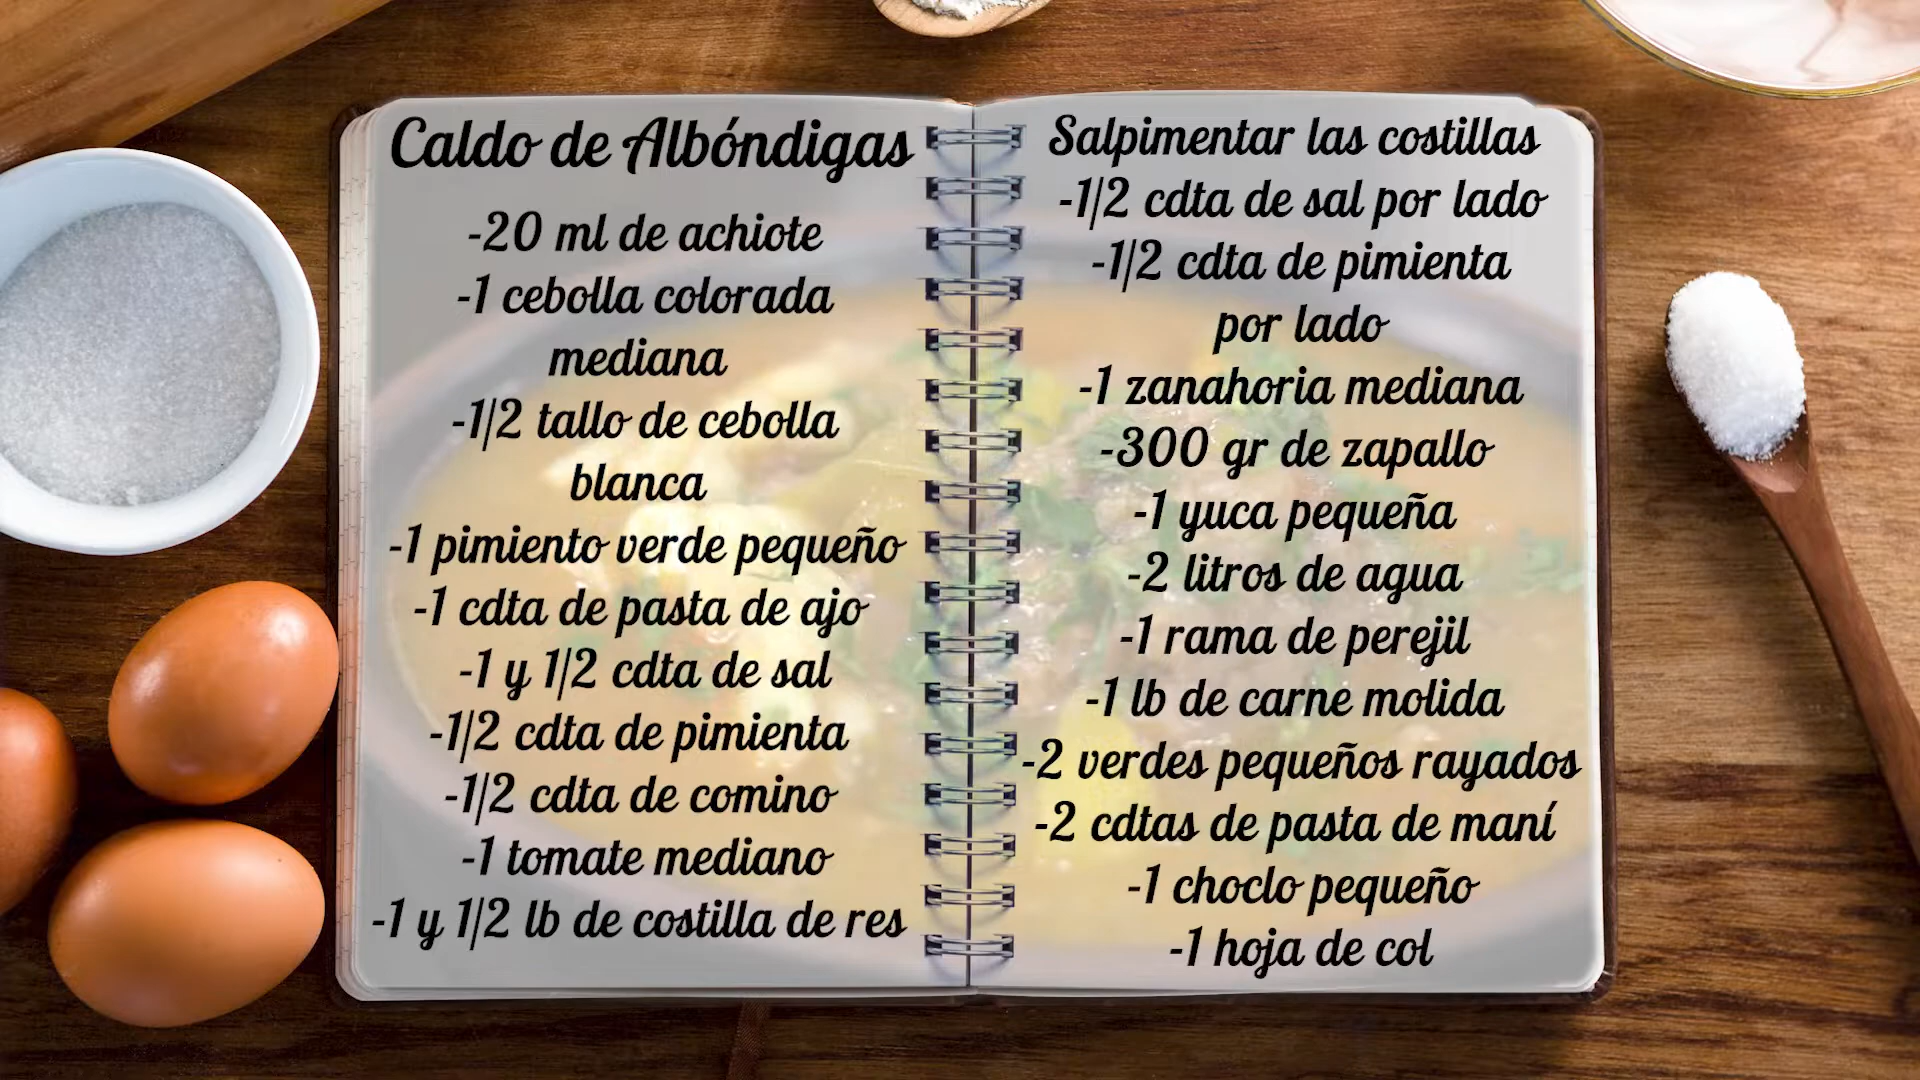 Caldo de Albóndigas
-20 ml de achiote
-1 cebolla colorada
mediana
-1/2 tallo de cebolla
blanca
-1 pimiento verde pequeño
-1 cdta de pasta de ajo
-1 y 1/2 cdta de sal
-1/2 cdta de pimienta
-1/2 cdta de comino
-1 tomate mediano
-1 y 1/2 lb de costilla de res
Salpimentar las costillas
-1/2 cdta de sal por lado
-1/2 cdta de pimienta
por lado
-1 zanahoria mediana
-300 gr de zapallo
-1 yuca pequeña
-2 litros de agua
-1 rama de perejil
-1 lb de carne molida
-2 verdes pequeños rayados
-2 cdtas de pasta de maní
-1 choclo pequeño
-1 hoja de col